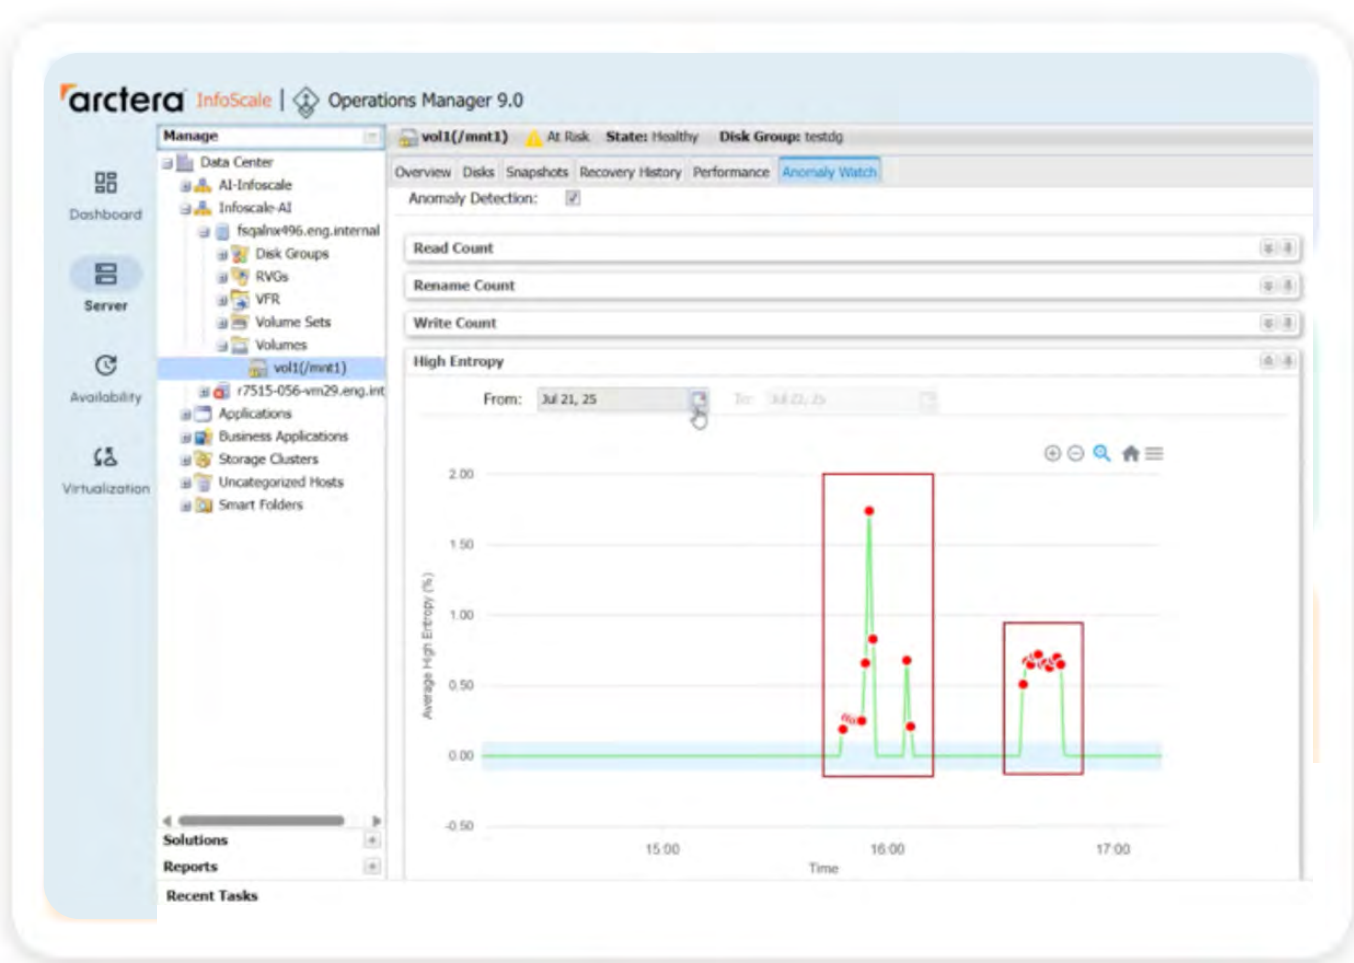 arctera InfoScale | Operations Manager 9.0
Manage
vol1(/mnt1) At Risk State: Healthy Disk Group: testdg
Dashboard
Server
Availability
Virtualization
Data Center
AI-Infoscale
Infoscale-AI
fsqalnx496.eng.internal
Disk Groups
RVGs
VFR
Volume Sets
Volumes
vol1(/mnt1)
r7515-056-vm29.eng.int
Applications
Business Applications
Storage Clusters
Uncategorized Hosts
Smart Folders
Solutions
Reports
Recent Tasks
Overview Disks Snapshots Recovery History Performance Anomaly Watch
Anomaly Detection:
Read Count
Rename Count
Write Count
High Entropy
From: Jul 21, 25 To: Jul 22, 25
2.00
1.50
1.00
0.50
0.00
-0.50
Average High Entropy (%)
15:00 16:00 17:00
Time